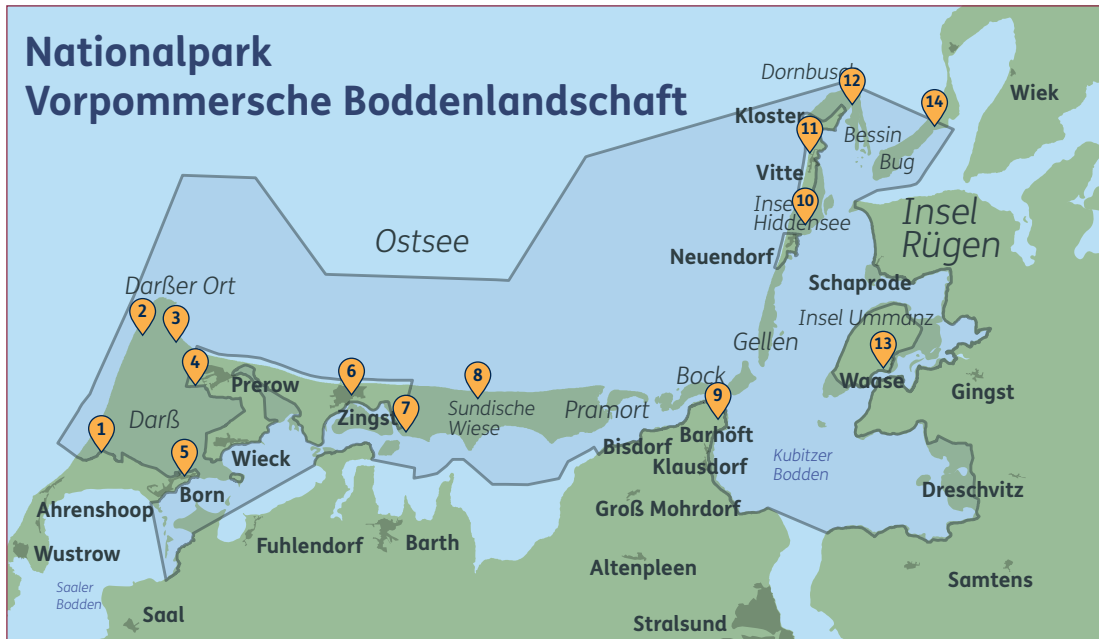 Nationalpark
Vorpommersche Boddenlandschaft
Dornbusch
12
14
Wiek
Kloster
11
Bessin
Bug
Vitte
Insel
10
Hiddensee
Insel
Rügen
Ostsee
Neuendorf
Schaprode
Darßer Ort
2
3
Insel Ummanz
Gellen
13
4
Prerow
6
8
Bock
Waase
Gingst
9
7
Zingst
Sundische
Wiese
Pramort
Darß
1
Barhöft
Bisdorf
5
Wieck
Klausdorf
Kubitzer
Bodden
Born
Dreschvitz
Ahrenshoop
Groß Mohrdorf
Fuhlendorf
Barth
Wustrow
Altenpleen
Samtens
Saaler
Bodden
Saal
Stralsund